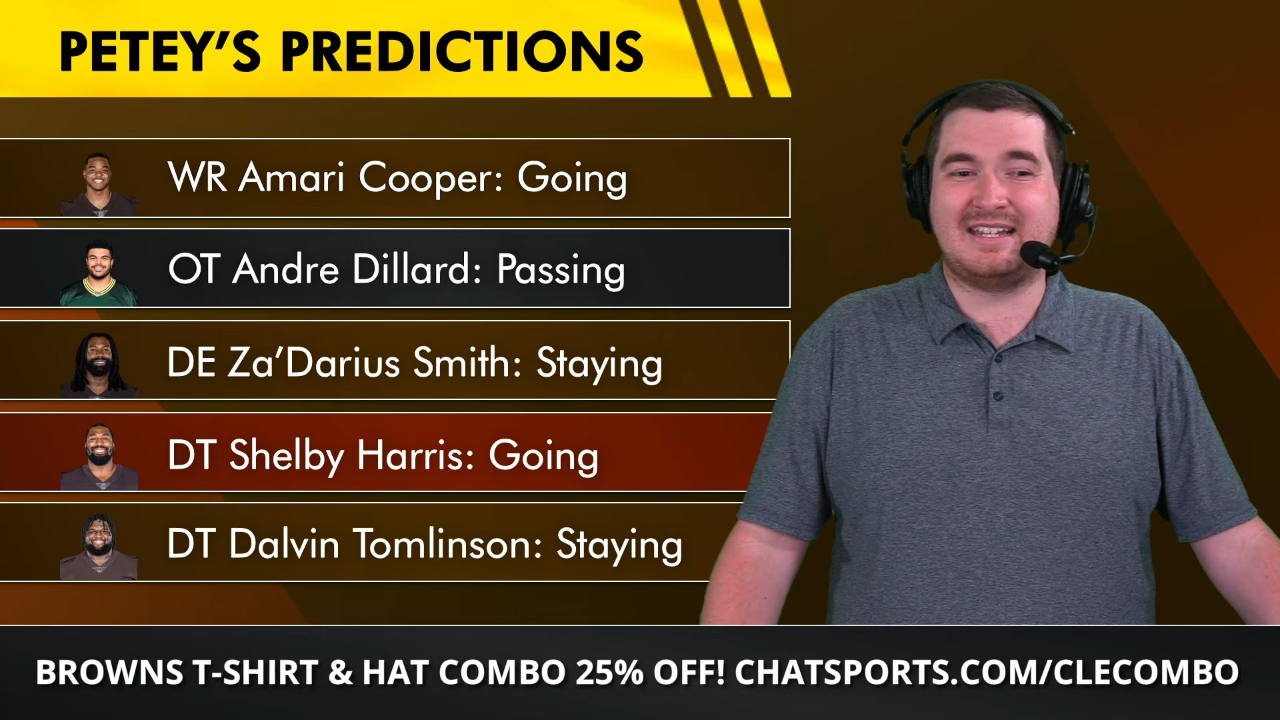 PETEY’S PREDICTIONS
WR Amari Cooper: Going
OT Andre Dillard: Passing
DE Za’Darius Smith: Staying
DT Shelby Harris: Going
DT Dalvin Tomlinson: Staying
BROWNS T-SHIRT & HAT COMBO 25% OFF! CHATSPORTS.COM/CLECOMBO